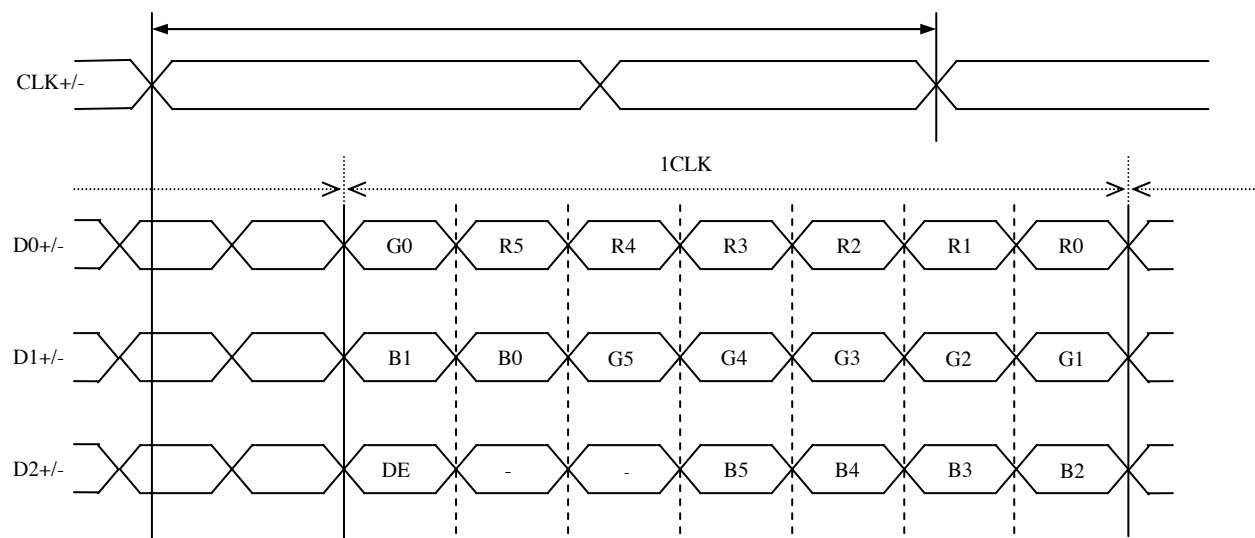 CLK+/-
1CLK
D0+/- G0 R5 R4 R3 R2 R1 R0
D1+/- B1 B0 G5 G4 G3 G2 G1
D2+/- DE - - B5 B4 B3 B2